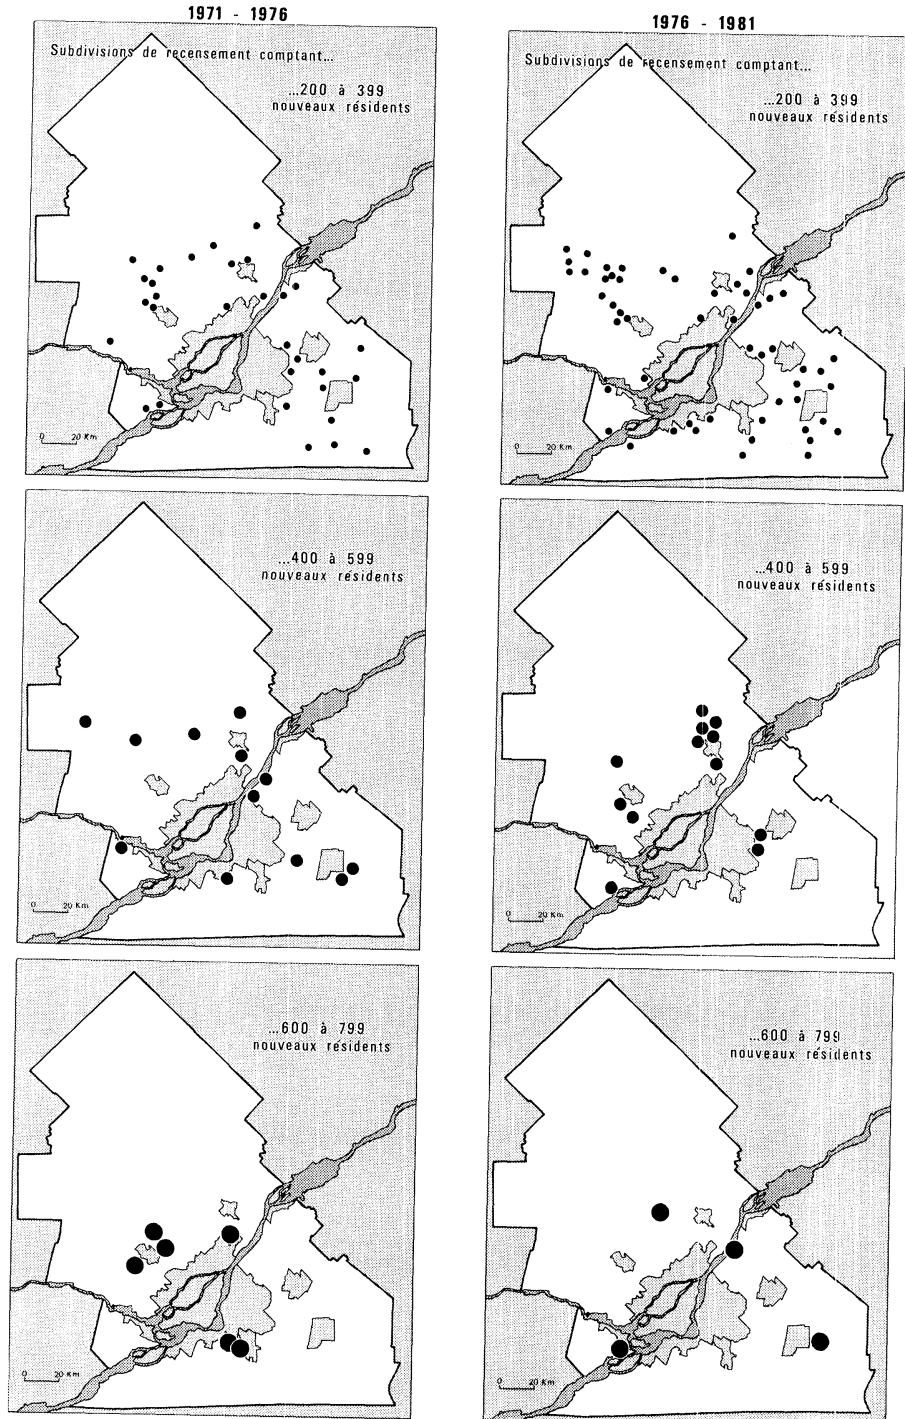 1971 - 1976
Subdivisions de recensement comptant...
...200 à 399
nouveaux résidents
0 20 Km
1976 - 1981
Subdivisions de recensement comptant...
...200 à 399
nouveaux résidents
0 20 Km
...400 à 599
nouveaux résidents
0 20 Km
...400 à 599
nouveaux résidents
0 20 Km
...600 à 799
nouveaux résidents
0 20 Km
...600 à 799
nouveaux résidents
0 20 Km